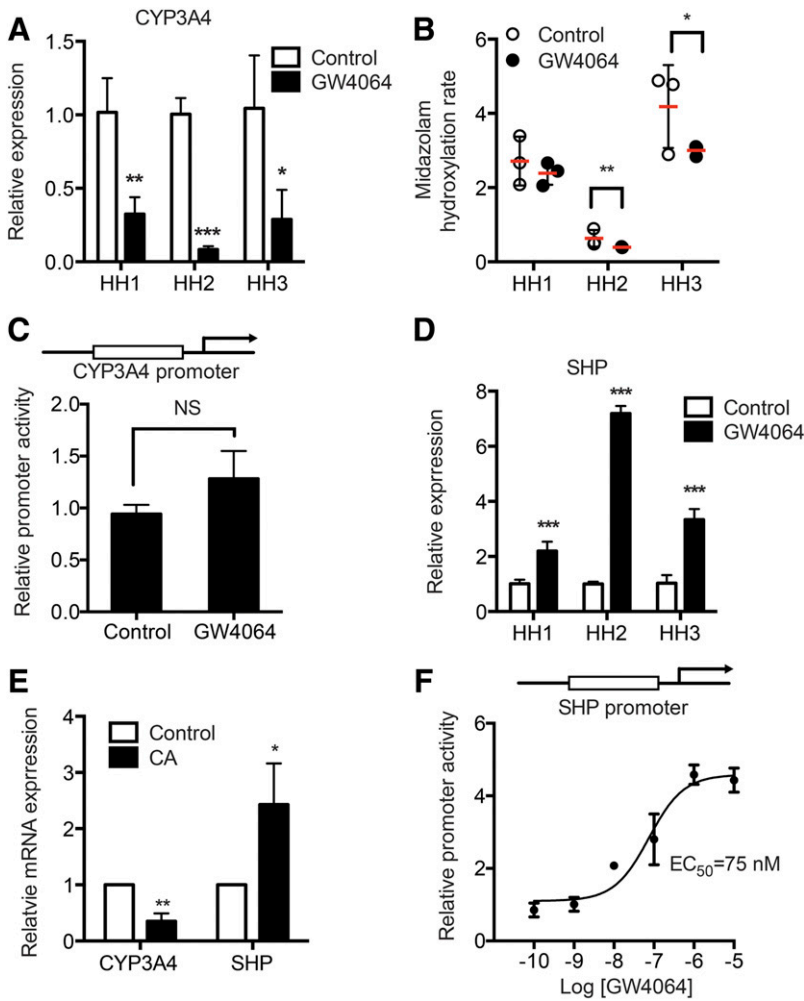 A
CYP3A4
Control
GW4064
Relative expression
1.5
1.0
0.5
0.0
**
***
*
HH1
HH2
HH3
B
Control
GW4064
Midazolam
hydroxylation rate
6
4
2
0
**
*
HH1
HH2
HH3
C
CYP3A4 promoter
Relative promoter activity
2.0
1.5
1.0
0.5
0.0
NS
Control
GW4064
D
SHP
Control
GW4064
Relative exprression
8
6
4
2
0
***
***
***
HH1
HH2
HH3
E
Control
CA
Relatvie mRNA exprression
4
3
2
1
0
**
*
CYP3A4
SHP
F
SHP promoter
Relative promoter activity
6
4
2
0
EC50=75 nM
-10
-9
-8
-7
-6
-5
Log [GW4064]